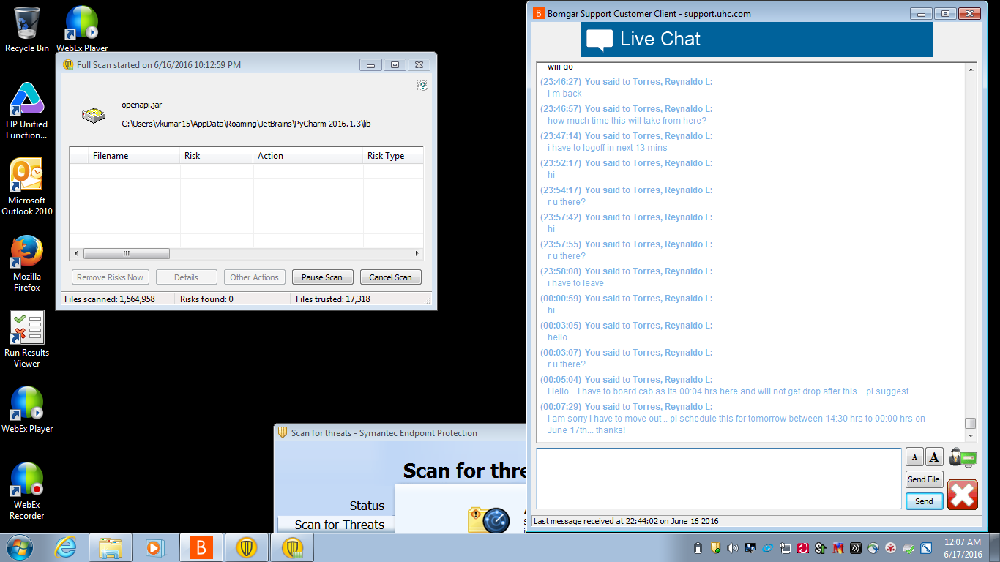 Recycle Bin
WebEx Player
HP Unified
Function...
Microsoft
Outlook 2010
Mozilla
Firefox
Run Results
Viewer
WebEx Player
WebEx
Recorder
Full Scan started on 6/16/2016 10:12:59 PM
?
openapi.jar
C:\Users\vkumar15\AppData\Roaming\JetBrains\PyCharm 2016.1.3\lib
Filename Risk Action Risk Type
Remove Risks Now Details Other Actions Pause Scan Cancel Scan
Files scanned: 1,564,958 Risks found: 0 Files trusted: 17,318
Scan for threats - Symantec Endpoint Protection
Scan for thre
Status
Scan for Threats
B Bomgar Support Customer Client - support.uhc.com
Live Chat
will do
(23:46:27) You said to Torres, Reynaldo L:
i m back
(23:46:57) You said to Torres, Reynaldo L:
how much time this will take from here?
(23:47:14) You said to Torres, Reynaldo L:
i have to logoff in next 13 mins
(23:52:17) You said to Torres, Reynaldo L:
hi
(23:54:17) You said to Torres, Reynaldo L:
r u there?
(23:57:42) You said to Torres, Reynaldo L:
hi
(23:57:55) You said to Torres, Reynaldo L:
r u there?
(23:58:08) You said to Torres, Reynaldo L:
i have to leave
(00:00:59) You said to Torres, Reynaldo L:
hi
(00:03:05) You said to Torres, Reynaldo L:
hello
(00:03:07) You said to Torres, Reynaldo L:
r u there?
(00:05:04) You said to Torres, Reynaldo L:
Hello... I have to board cab as its 00:04 hrs here and will not get drop after this... pl suggest
(00:07:29) You said to Torres, Reynaldo L:
I am sorry I have to move out .. pl schedule this for tomorrow between 14:30 hrs to 00:00 hrs on
June 17th... thanks!
A A
Send File
Send
Last message received at 22:44:02 on June 16 2016
B
12:07 AM
6/17/2016